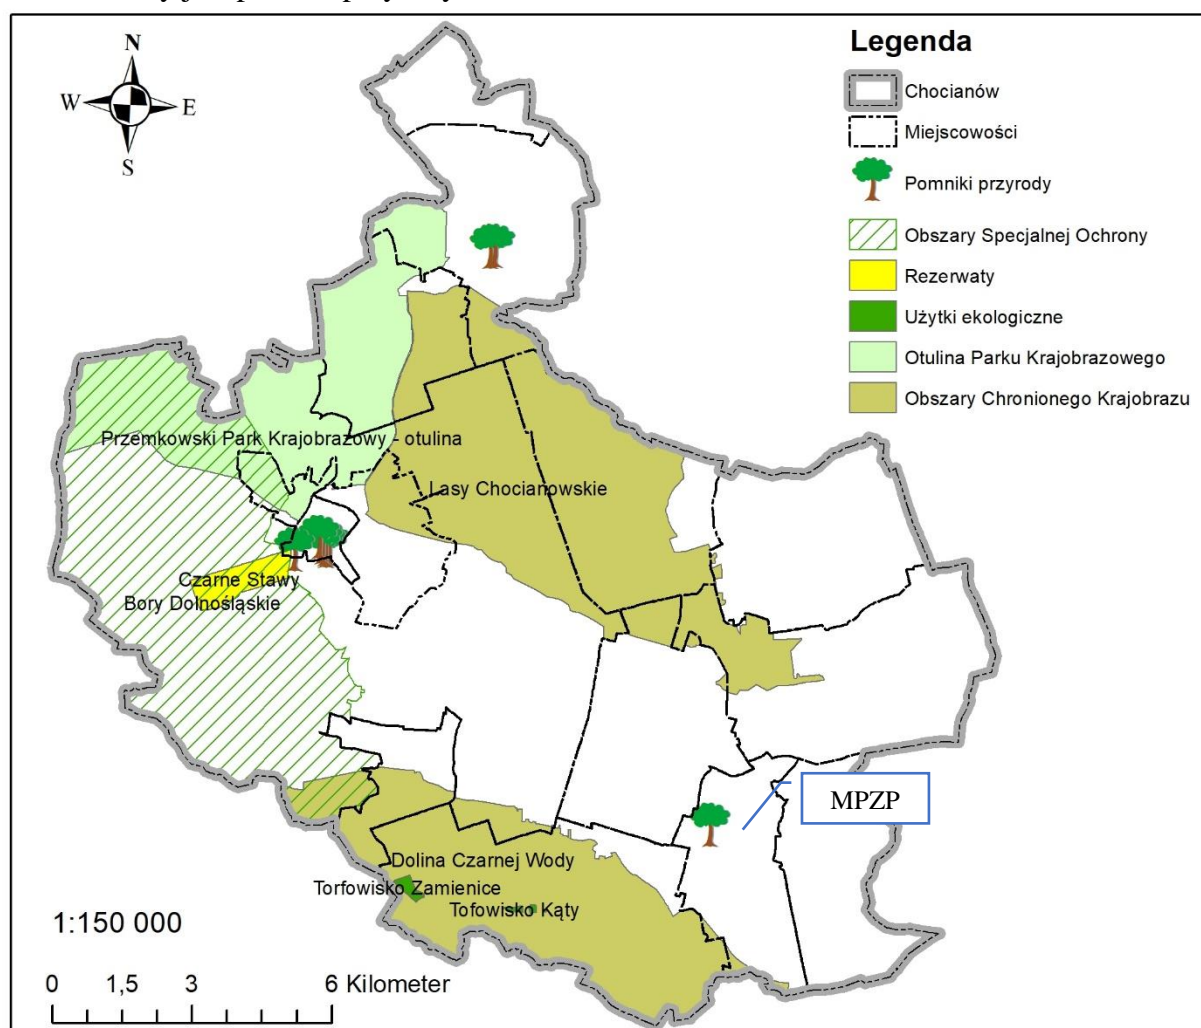 N
W
E
S
Legenda
Chocianów
Miejscowości
Pomniki przyrody
Obszary Specjalnej Ochrony
Rezerwaty
Użytki ekologiczne
Otulina Parku Krajobrazowego
Obszary Chronionego Krajobrazu
Przemkowski Park Krajobrazowy - otulina
Lasy Chocianowskie
Czarne Stawy
Bory Dolnośląskie
MPZP
Dolina Czarnej Wody
Torfowisko Zamienice
Tofowisko Kąty
1:150 000
0 1,5 3 6 Kilometer